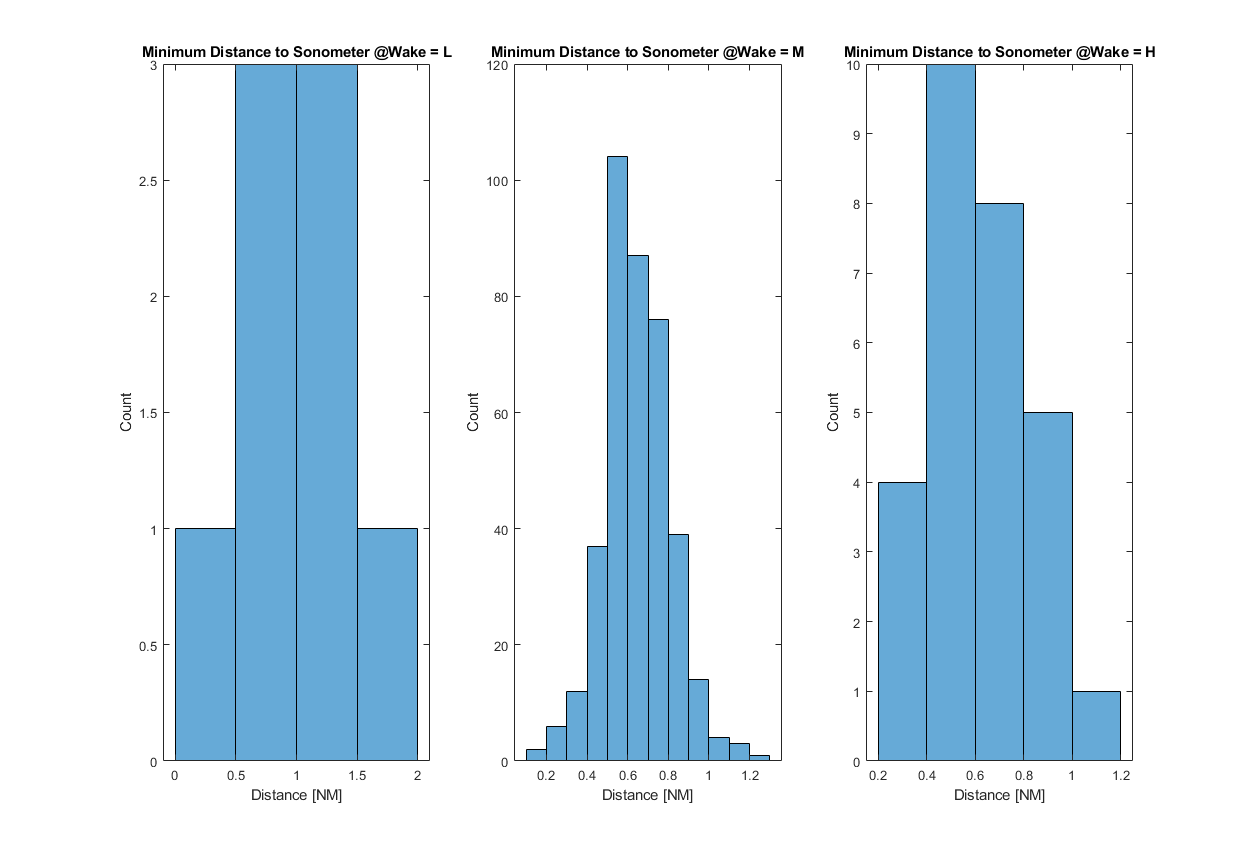 Minimum Distance to Sonometer @Wake = L
3
2.5
2
1.5
1
0.5
0
Count
0 0.5 1 1.5 2
Distance [NM]
Minimum Distance to Sonometer @Wake = M
120
100
80
60
40
20
0
Count
0.2 0.4 0.6 0.8 1 1.2
Distance [NM]
Minimum Distance to Sonometer @Wake = H
10
9
8
7
6
5
4
3
2
1
0
Count
0.2 0.4 0.6 0.8 1 1.2
Distance [NM]